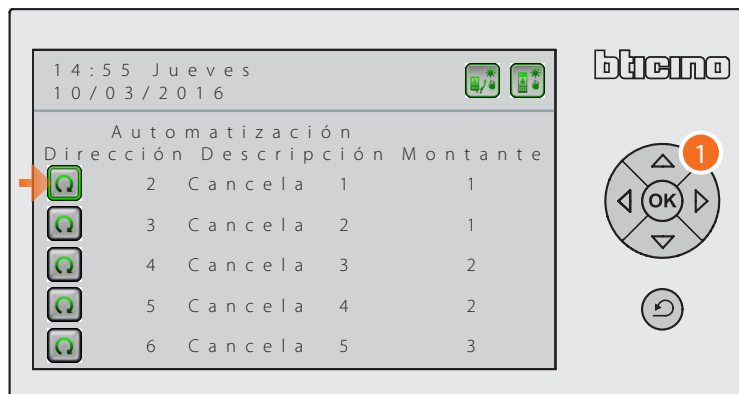 14:55 Jueves
10/03/2016
bticino
Automatización
Dirección Descripción Montante
1
2 Cancela 1 1
OK
3 Cancela 2 1
4 Cancela 3 2
5 Cancela 4 2
6 Cancela 5 3